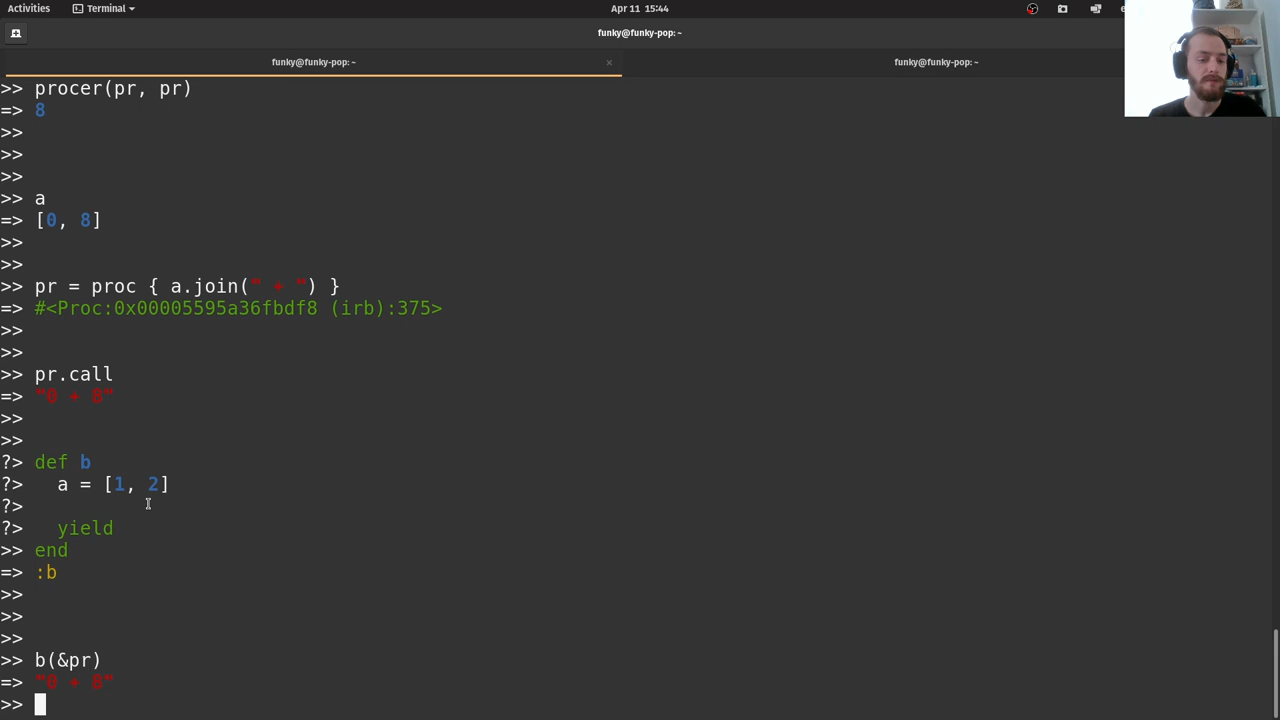 Activities
Terminal
Apr 11 15:44
funky@funky-pop: ~
funky@funky-pop: ~
funky@funky-pop: ~
>> procer(pr, pr)
=> 8
>>
>>
>>
>> a
=> [0, 8]
>>
>>
>> pr = proc { a.join(" + ") }
=> #<Proc:0x00005595a36fbdf8 (irb):375>
>>
>>
>> pr.call
=> "0 + 8"
>>
>>
?> def b
?>   a = [1, 2]
?>
?>   yield
>> end
=> :b
>>
>>
>>
>> b(&pr)
=> "0 + 8"
>>